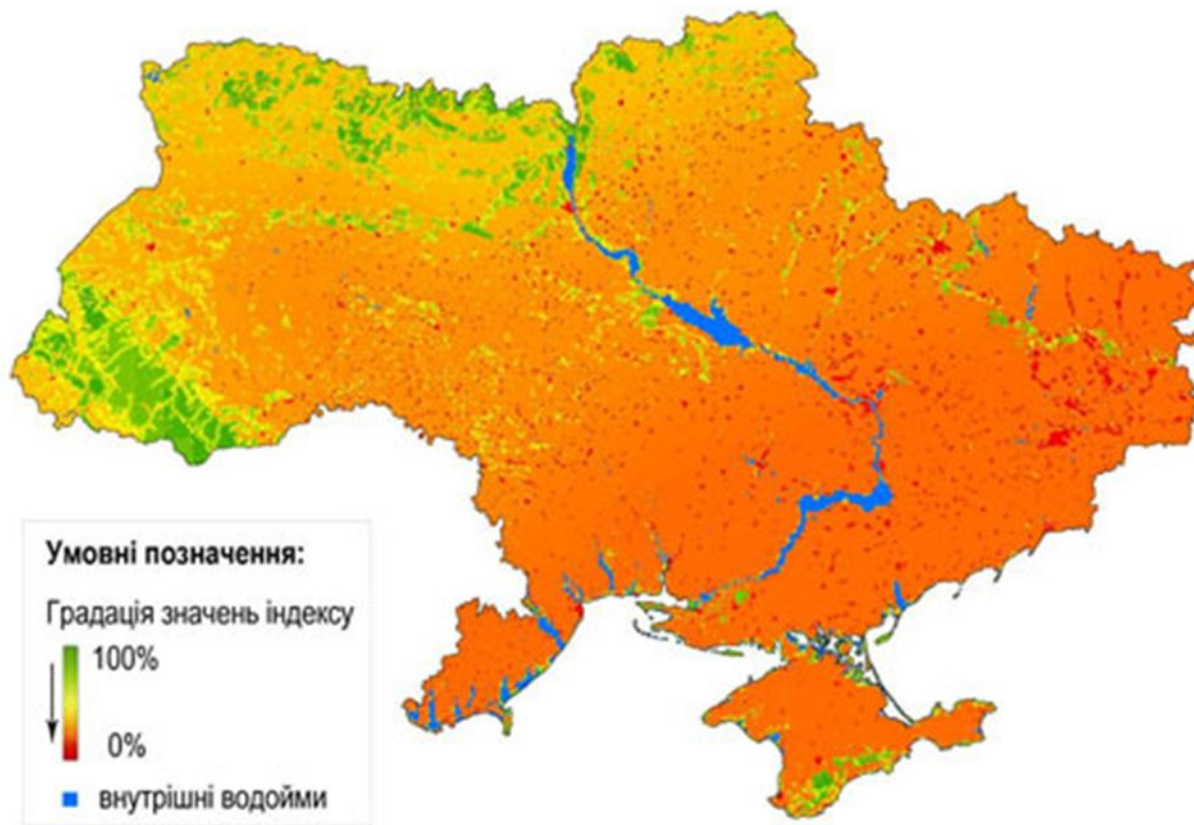 Умовні позначення:
Градація значень індексу
100%
0%
внутрішні водойми